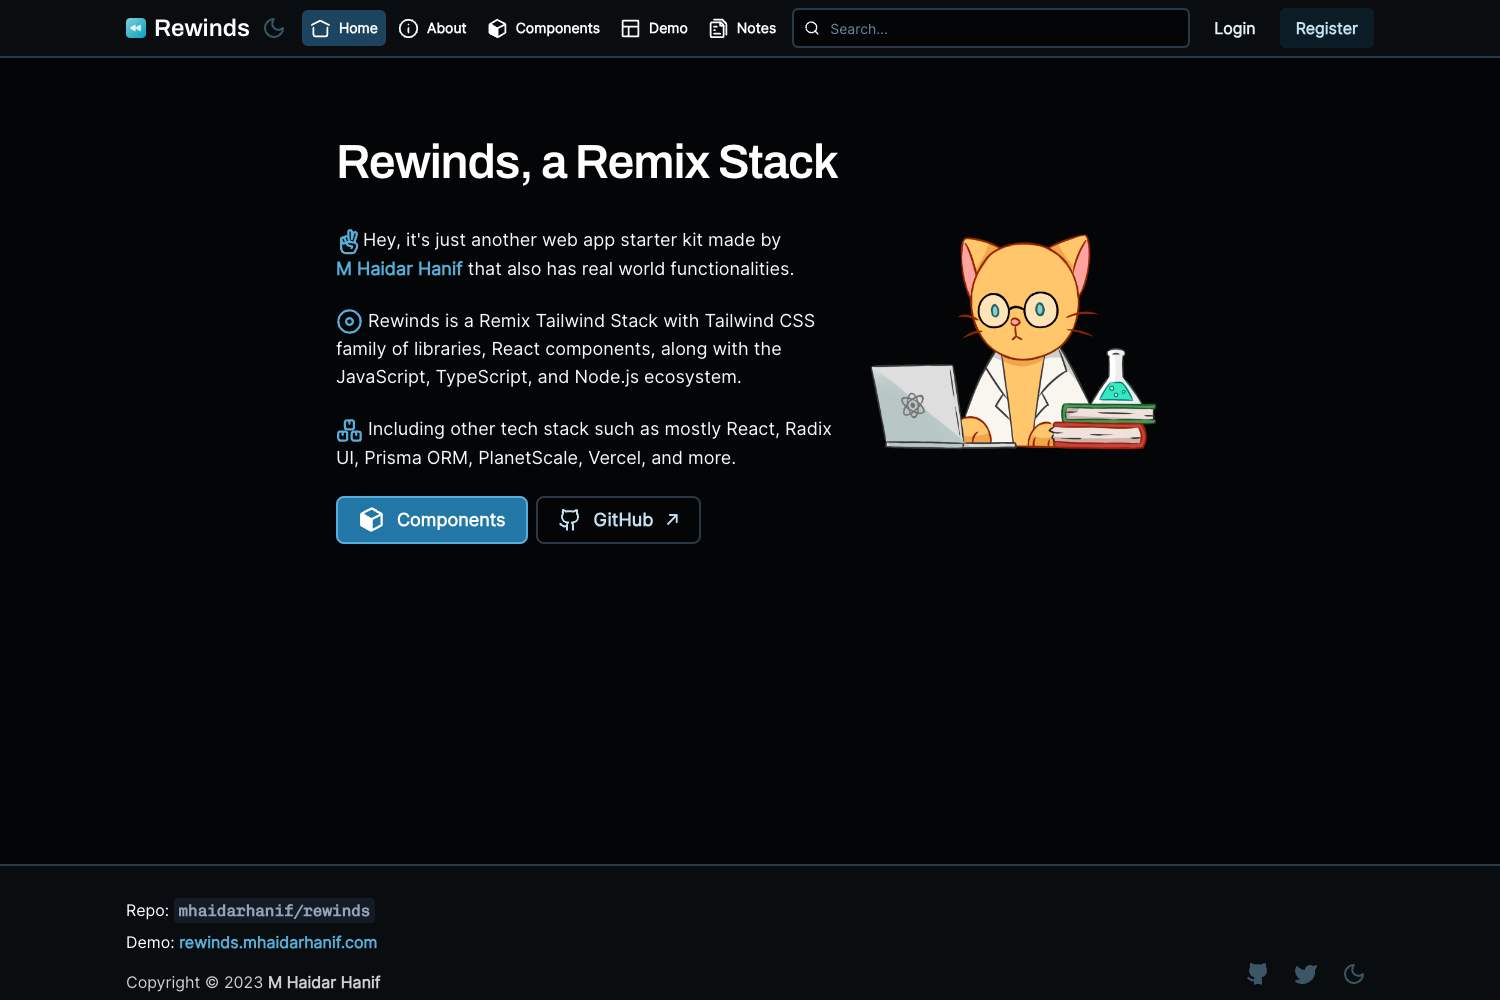 Rewinds
Home
About
Components
Demo
Notes
Search...
Login
Register
Rewinds, a Remix Stack
Hey, it's just another web app starter kit made by
M Haidar Hanif that also has real world functionalities.
Rewinds is a Remix Tailwind Stack with Tailwind CSS
family of libraries, React components, along with the
JavaScript, TypeScript, and Node.js ecosystem.
Including other tech stack such as mostly React, Radix
UI, Prisma ORM, PlanetScale, Vercel, and more.
Components
GitHub
Repo: mhaidarhanif/rewinds
Demo: rewinds.mhaidarhanif.com
Copyright © 2023 M Haidar Hanif